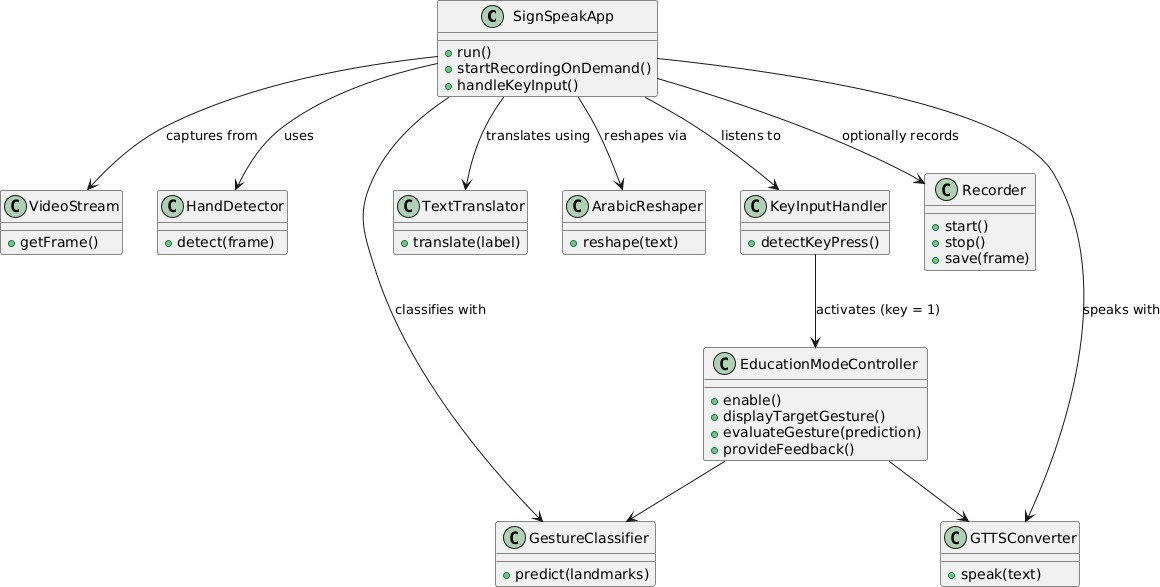 C SignSpeakApp
run()
startRecordingOnDemand()
handleKeyInput()
captures from
uses
translates using
reshapes via
listens to
optionally records
C VideoStream
getFrame()
C HandDetector
detect(frame)
C TextTranslator
translate(label)
C ArabicReshaper
reshape(text)
C KeyInputHandler
detectKeyPress()
C Recorder
start()
stop()
save(frame)
classifies with
activates (key = 1)
speaks with
C EducationModeController
enable()
displayTargetGesture()
evaluateGesture(prediction)
provideFeedback()
C GestureClassifier
predict(landmarks)
C GTTSConverter
speak(text)